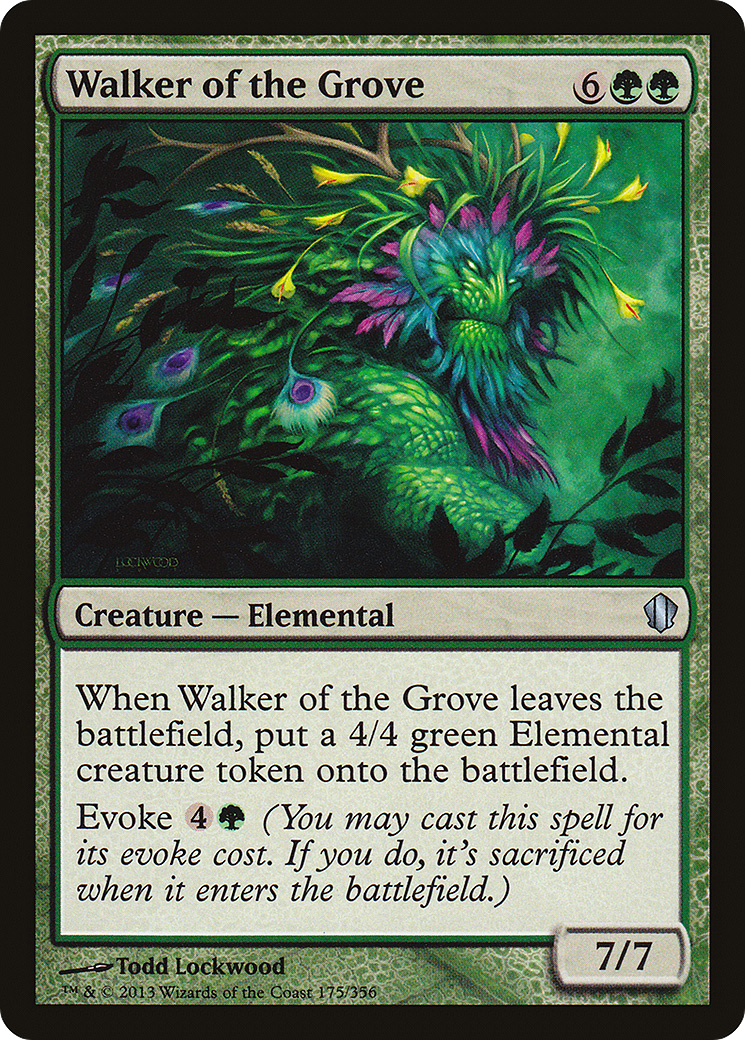 Walker of the Grove 6
LOCKWOOD
Creature — Elemental
When Walker of the Grove leaves the
battlefield, put a 4/4 green Elemental
creature token onto the battlefield.
Evoke 4 (You may cast this spell for
its evoke cost. If you do, it's sacrificed
when it enters the battlefield.)
7/7
Todd Lockwood
™ & © 2013 Wizards of the Coast 175/356